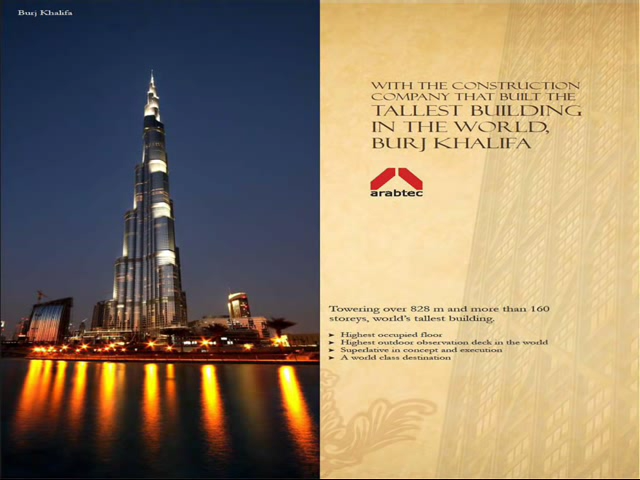 Burj Khalifa
WITH THE CONSTRUCTION
COMPANY THAT BUILT THE
TALLEST BUILDING
IN THE WORLD,
BURJ KHALIFA
arabtec
Towering over 828 m and more than 160
storeys, world's tallest building.
► Highest occupied floor
► Highest outdoor observation deck in the world
► Superlative in concept and execution
► A world class destination